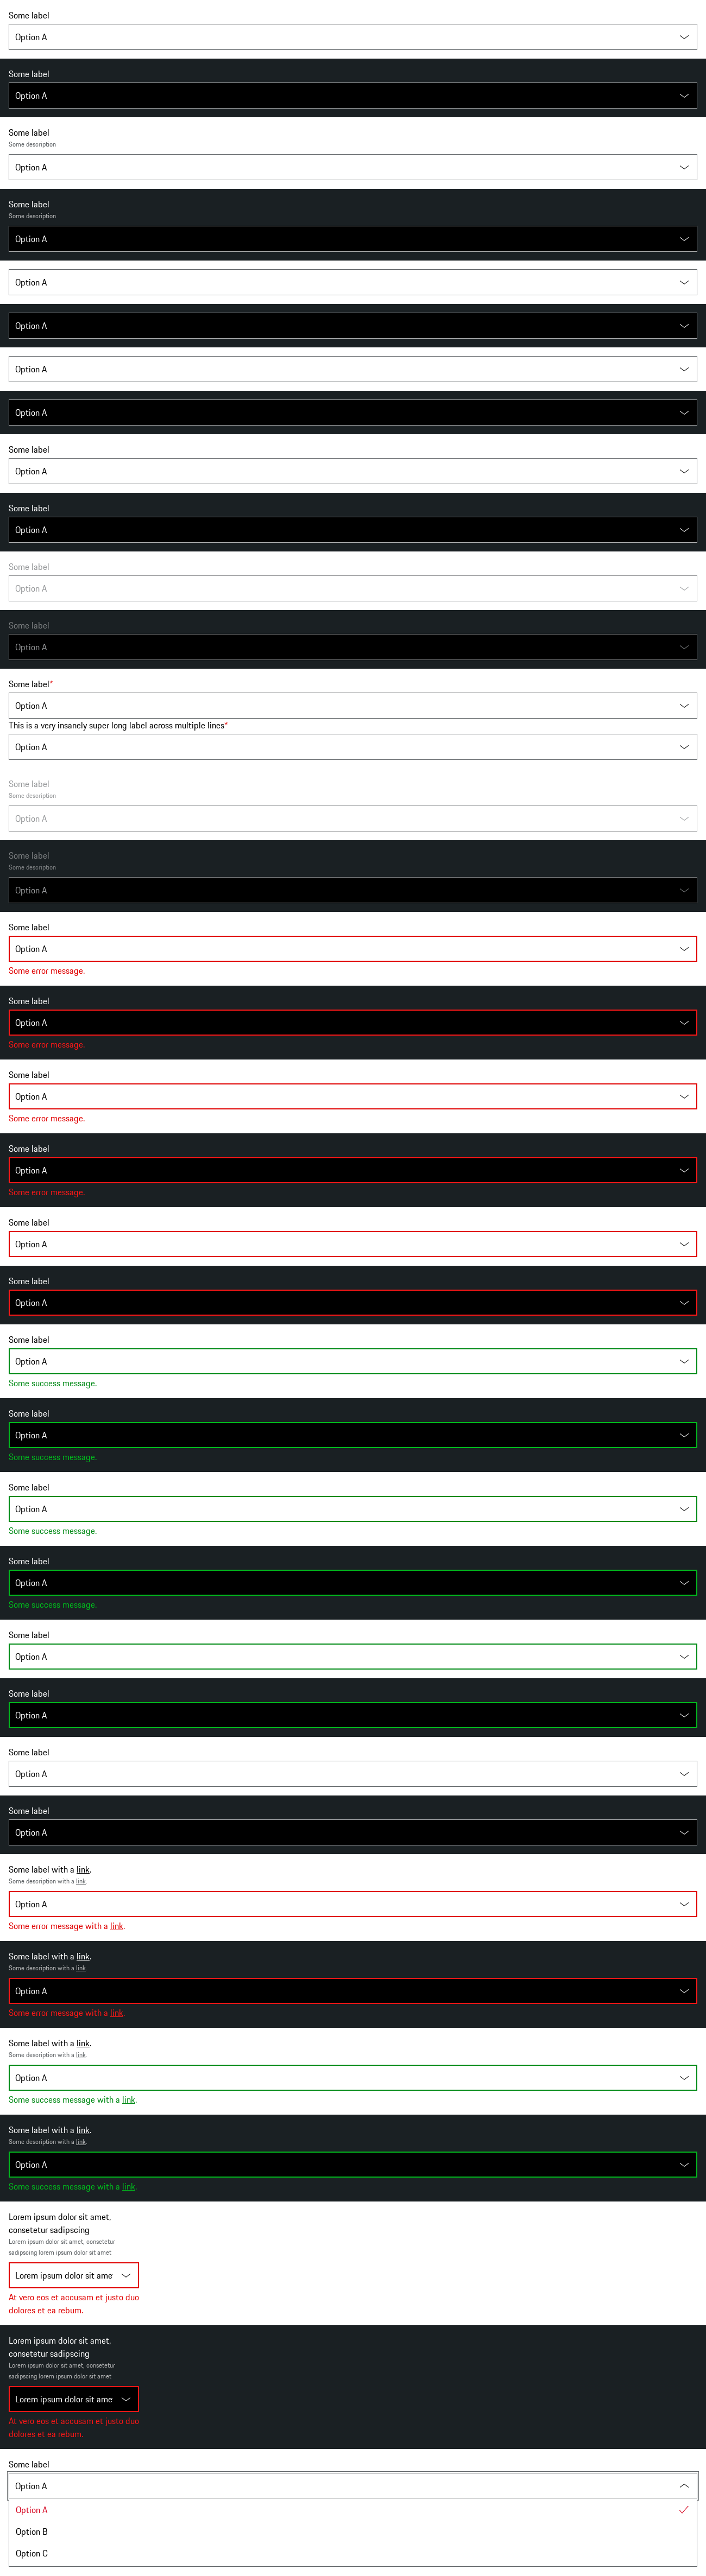 Some label
Option A
Some label
Option A
Some label
Some description
Option A
Some label
Some description
Option A
Option A
Option A
Option A
Option A
Some label
Option A
Some label
Option A
Some label
Option A
Some label
Option A
Some label*
Option A
This is a very insanely super long label across multiple lines*
Option A
Some label
Some description
Option A
Some label
Some description
Option A
Some label
Option A
Some error message.
Some label
Option A
Some error message.
Some label
Option A
Some error message.
Some label
Option A
Some error message.
Some label
Option A
Some label
Option A
Some label
Option A
Some success message.
Some label
Option A
Some success message.
Some label
Option A
Some success message.
Some label
Option A
Some success message.
Some label
Option A
Some label
Option A
Some label
Option A
Some label
Option A
Some label with a link.
Some description with a link.
Option A
Some error message with a link.
Some label with a link.
Some description with a link.
Option A
Some error message with a link.
Some label with a link.
Some description with a link.
Option A
Some success message with a link.
Some label with a link.
Some description with a link.
Option A
Some success message with a link.
Lorem ipsum dolor sit amet,
consetetur sadipscing
Lorem ipsum dolor sit amet, consetetur
sadipscing lorem ipsum dolor sit amet
Lorem ipsum dolor sit ame
At vero eos et accusam et justo duo
dolores et ea rebum.
Lorem ipsum dolor sit amet,
consetetur sadipscing
Lorem ipsum dolor sit amet, consetetur
sadipscing lorem ipsum dolor sit amet
Lorem ipsum dolor sit ame
At vero eos et accusam et justo duo
dolores et ea rebum.
Some label
Option A
Option A
Option B
Option C